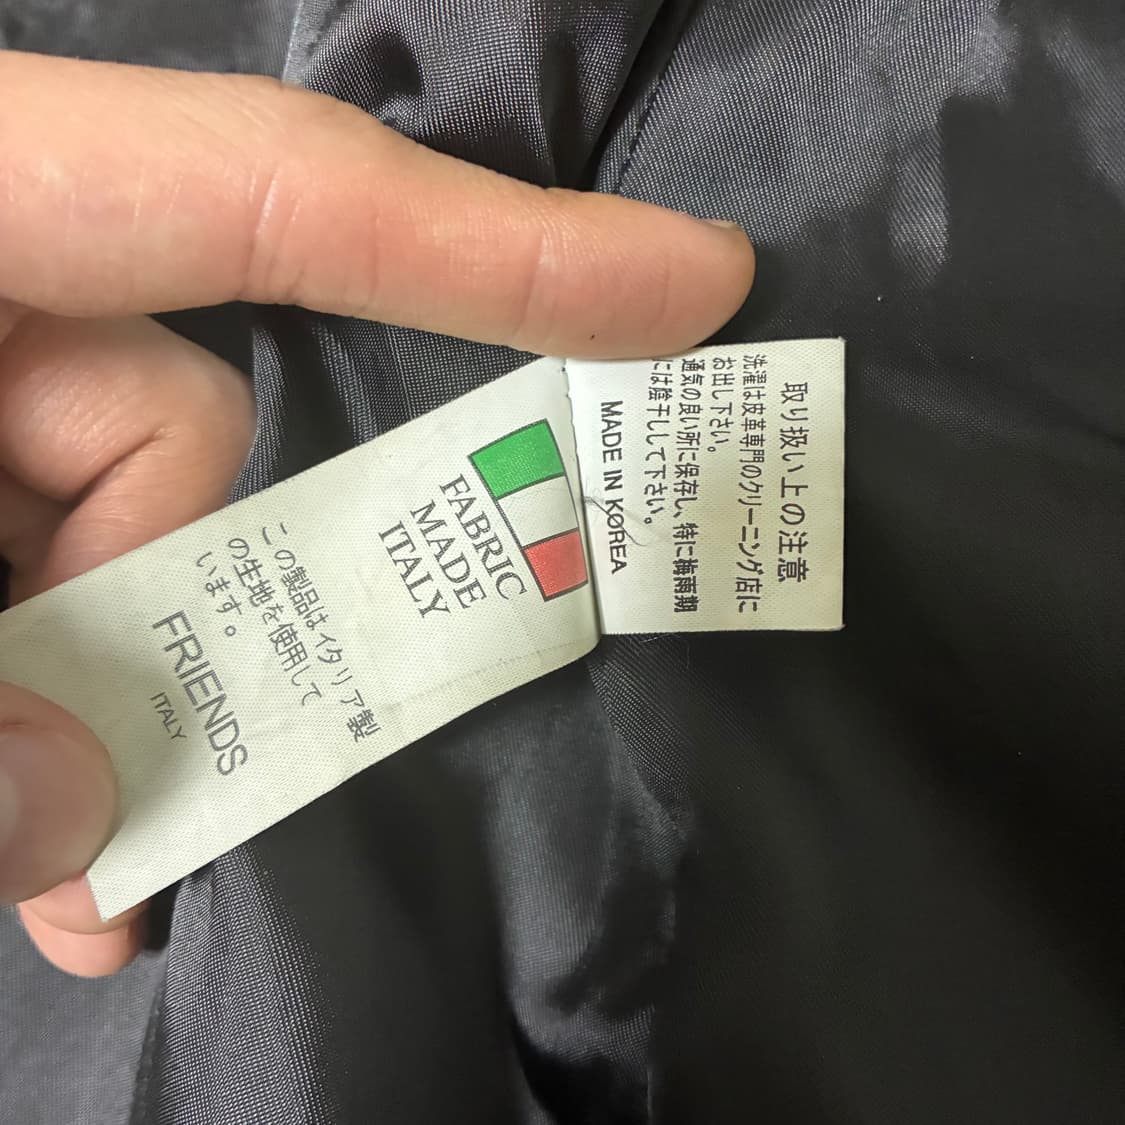 取り扱い上の注意
洗濯は皮革専門のクリーニング店に
お出し下さい。
通気の良い所に保存し、特に梅雨期
には陰干しして下さい。
MADE IN KOREA
FABRIC
MADE
ITALY
この製品はイタリア製
の生地を使用して
います。
FRIENDS
ITALY